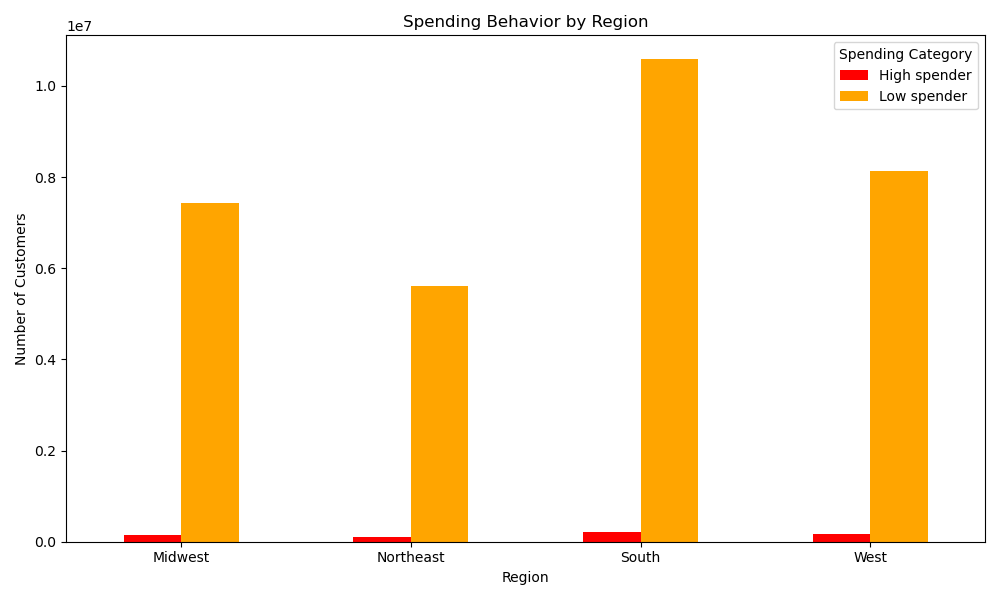 Spending Behavior by Region
1e7
Spending Category
High spender
Low spender
1.0
0.8
0.6
0.4
0.2
0.0
Number of Customers
Midwest Northeast South West
Region